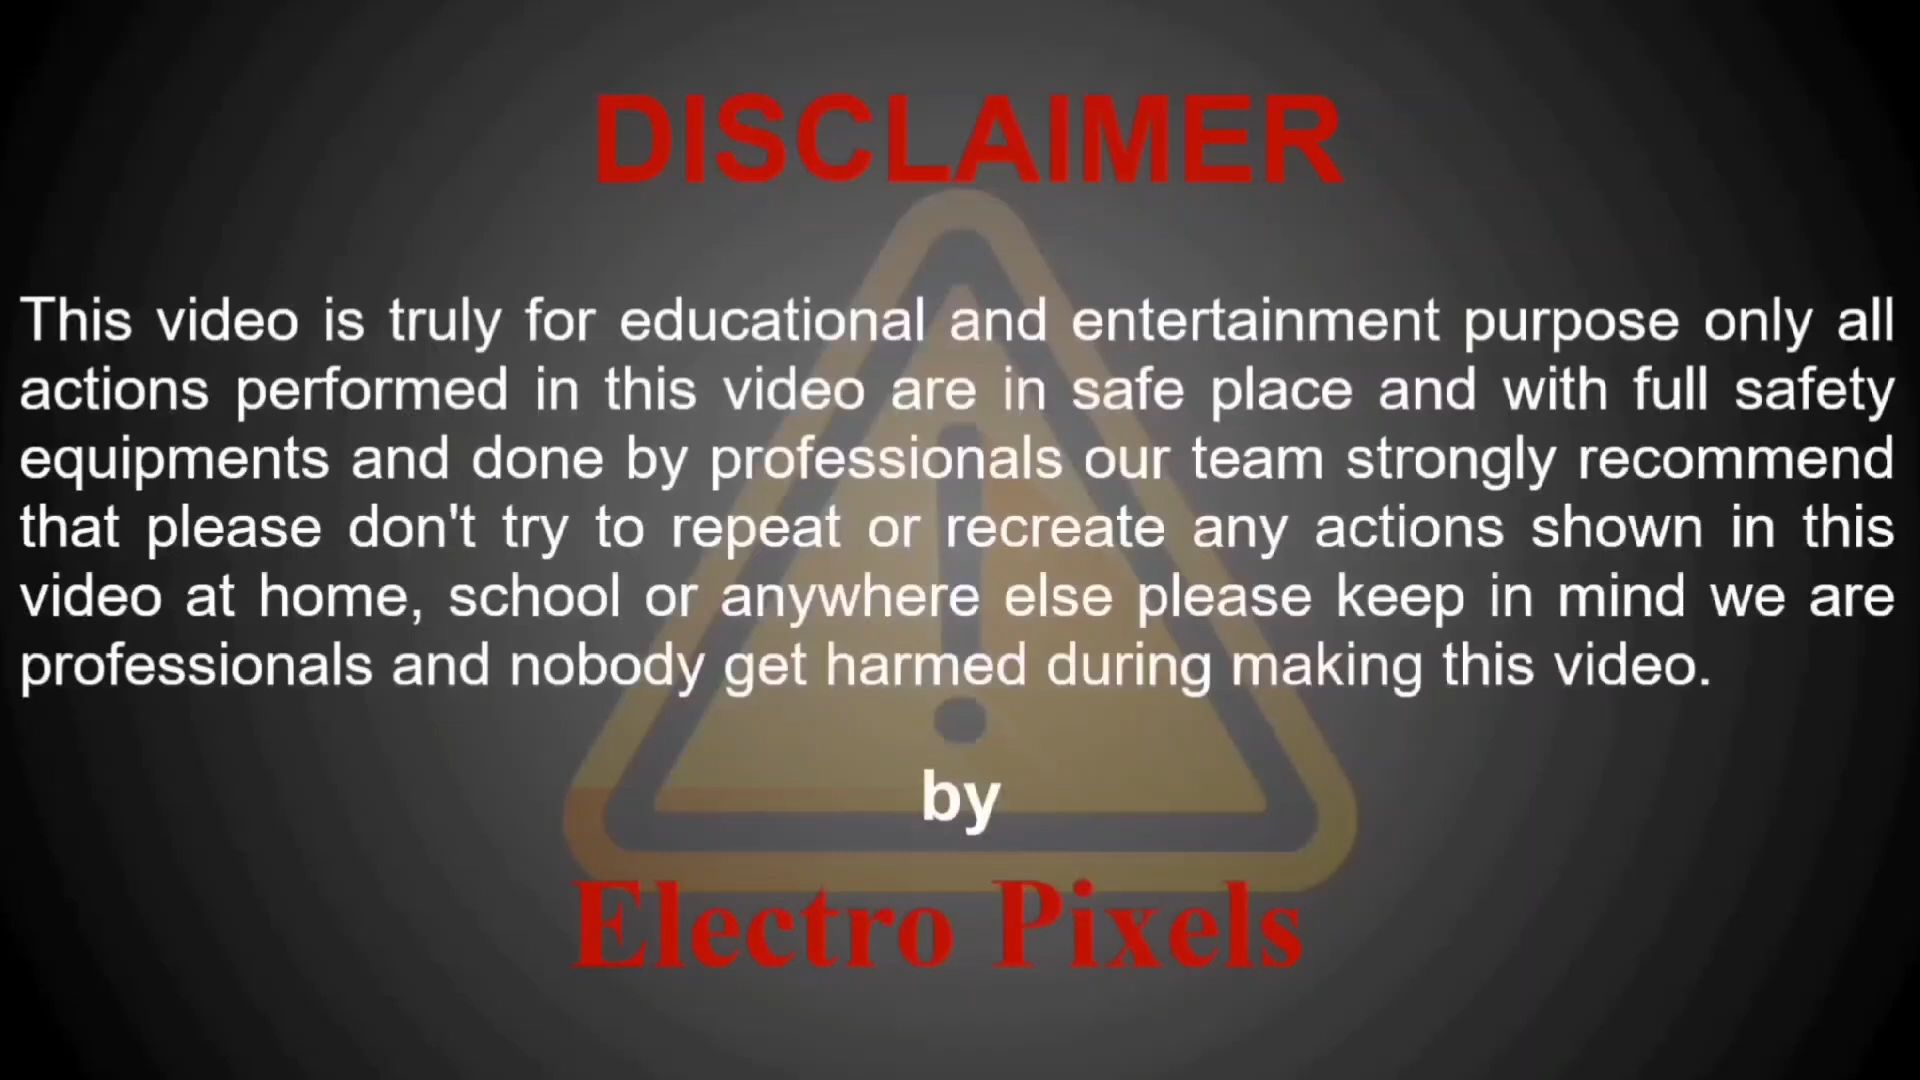 DISCLAIMER
This video is truly for educational and entertainment purpose only all
actions performed in this video are in safe place and with full safety
equipments and done by professionals our team strongly recommend
that please don't try to repeat or recreate any actions shown in this
video at home, school or anywhere else please keep in mind we are
professionals and nobody get harmed during making this video.
by
Electro Pixels